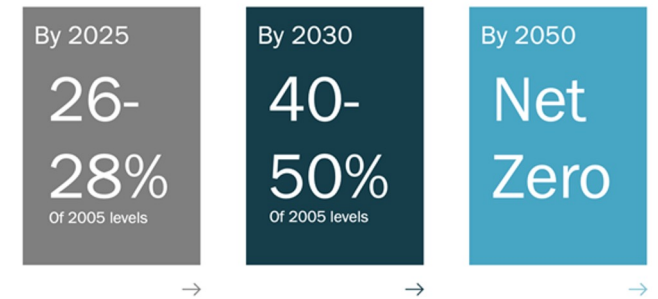 By 2025
26-
28%
Of 2005 levels
By 2030
40-
50%
Of 2005 levels
By 2050
Net
Zero